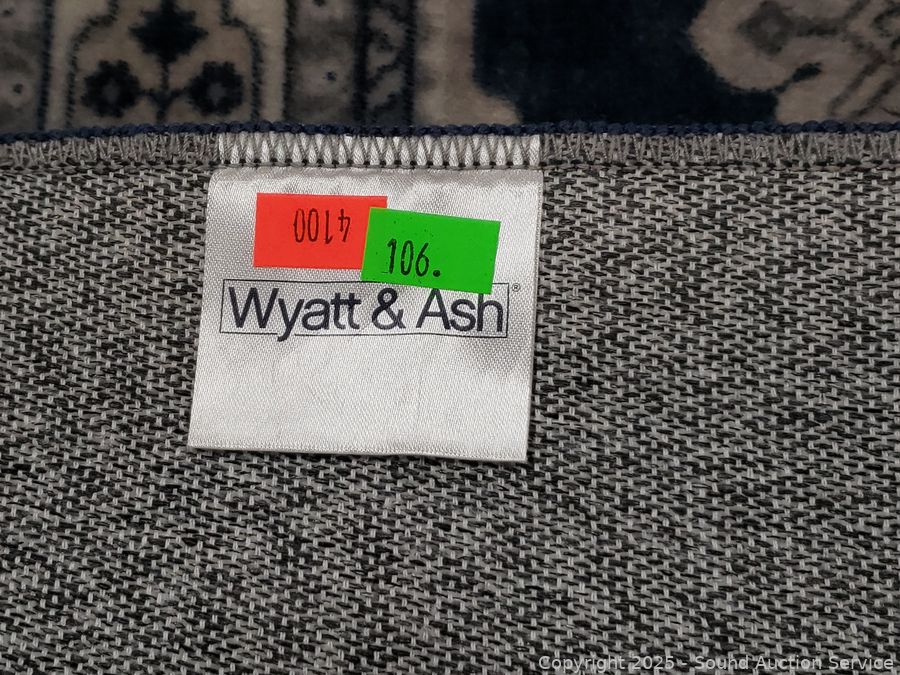 4100
106.
Wyatt & Ash®
Copyright 2025 - Sound Auction Service